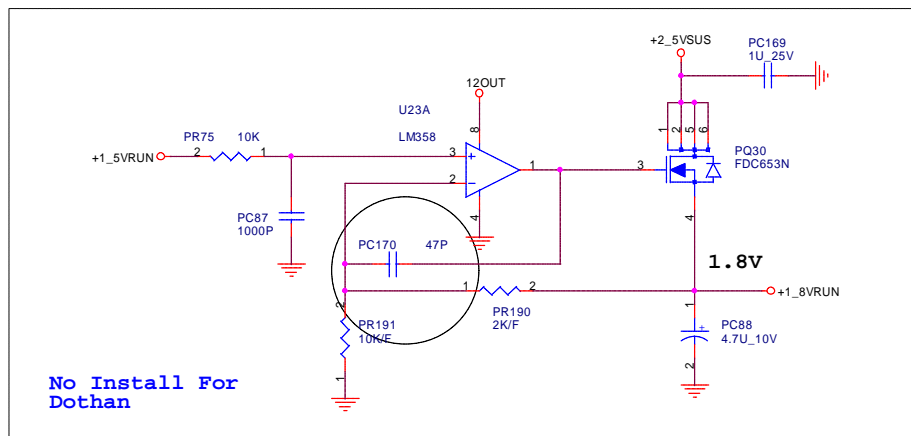 +2_5VSUS
PC169
1U_25V
12OUT
U23A
LM358
8
1 2 5 6
PR75 10K
2 1
+1_5VRUN
3 +
2 -
1
4
3
PQ30
FDC653N
4
PC87
1000P
PC170 47P
1.8V
1 2
+1_8VRUN
PR190
2K/F
2
PR191
10K/F
1
1
+
PC88
4.7U_10V
2
No Install For
Dothan